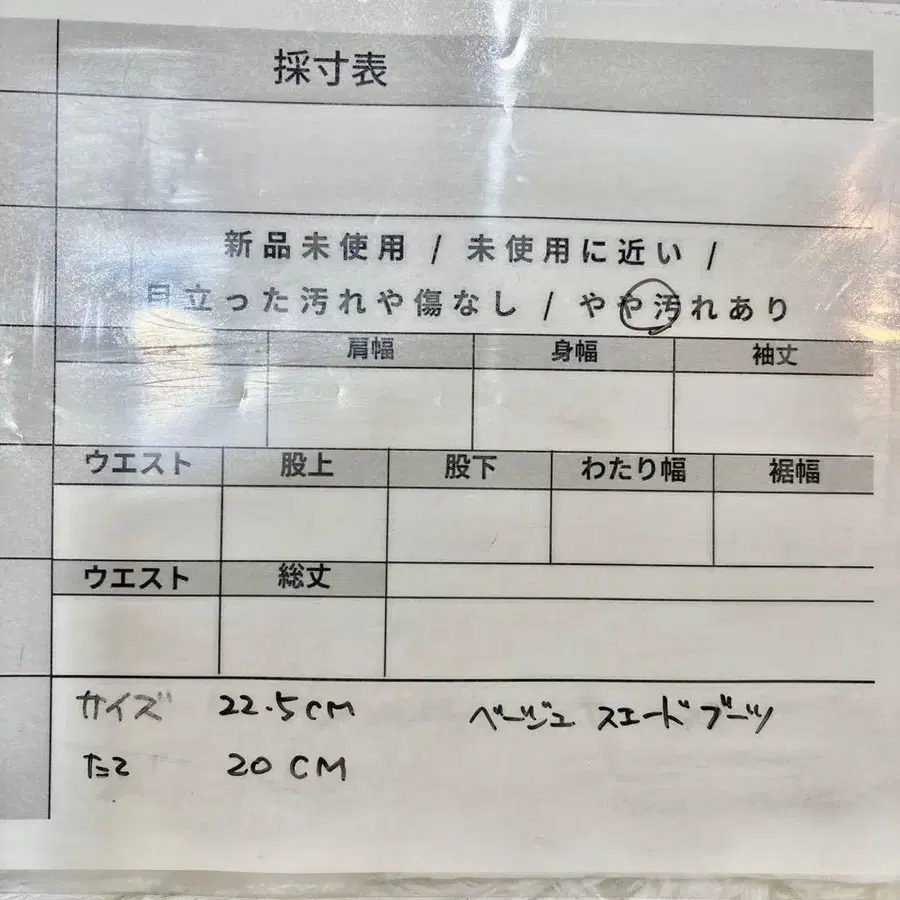 採寸表
新品未使用 / 未使用に近い /
目立った汚れや傷なし / やや汚れあり
肩幅 身幅 袖丈
ウエスト 股上 股下 わたり幅 裾幅
ウエスト 総丈
サイズ 22.5CM ベージュ スエードブーツ
たて 20 CM